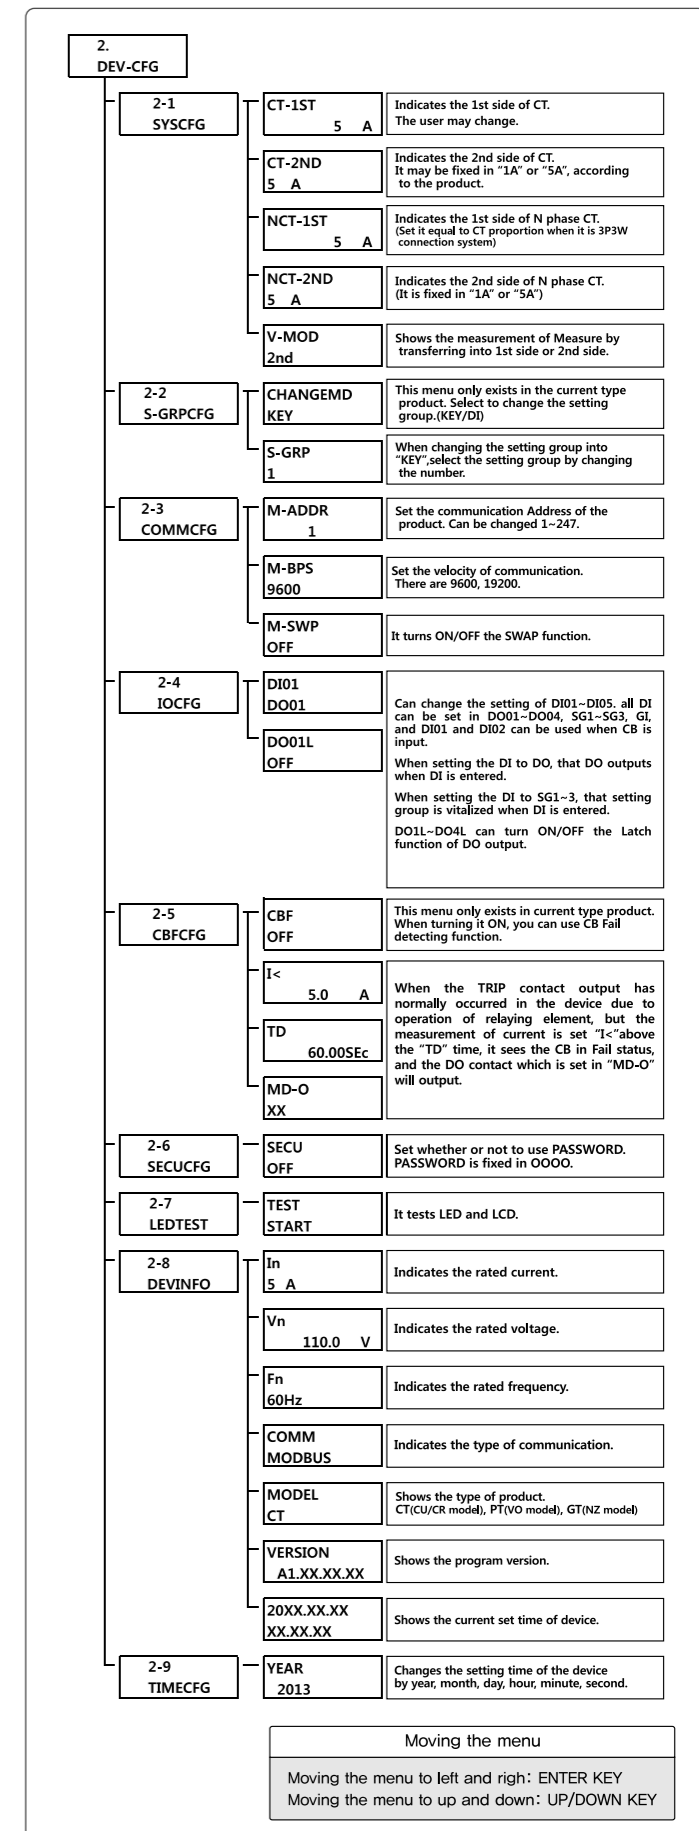 2.
DEV-CFG
2-1
SYSCFG
CT-1ST
5 A
Indicates the 1st side of CT.
The user may change.
CT-2ND
5 A
Indicates the 2nd side of CT.
It may be fixed in “1A” or “5A”, according
to the product.
NCT-1ST
5 A
Indicates the 1st side of N phase CT.
(Set it equal to CT proportion when it is 3P3W
connection system)
NCT-2ND
5 A
Indicates the 2nd side of N phase CT.
(It is fixed in “1A” or “5A”)
V-MOD
2nd
Shows the measurement of Measure by
transferring into 1st side or 2nd side.
2-2
S-GRPCFG
CHANGEMD
KEY
This menu only exists in the current type
product. Select to change the setting
group.(KEY/DI)
S-GRP
1
When changing the setting group into
“KEY”,select the setting group by changing
the number.
2-3
COMMCFG
M-ADDR
1
Set the communication Address of the
product. Can be changed 1~247.
M-BPS
9600
Set the velocity of communication.
There are 9600, 19200.
M-SWP
OFF
It turns ON/OFF the SWAP function.
2-4
IOCFG
DI01
DO01
DO01L
OFF
Can change the setting of DI01~DI05. all DI
can be set in DO01~DO04, SG1~SG3, GI,
and DI01 and DI02 can be used when CB is
input.
When setting the DI to DO, that DO outputs
when DI is entered.
When setting the DI to SG1~3, that setting
group is vitalized when DI is entered.
DO1L~DO4L can turn ON/OFF the Latch
function of DO output.
2-5
CBFCFG
CBF
OFF
This menu only exists in current type product.
When turning it ON, you can use CB Fail
detecting function.
I<
5.0 A
TD
60.00SEc
MD-O
XX
When the TRIP contact output has
normally occurred in the device due to
operation of relaying element, but the
measurement of current is set “I<”above
the “TD” time, it sees the CB in Fail status,
and the DO contact which is set in “MD-O”
will output.
2-6
SECUCFG
SECU
OFF
Set whether or not to use PASSWORD.
PASSWORD is fixed in OOOO.
2-7
LEDTEST
TEST
START
It tests LED and LCD.
2-8
DEVINFO
In
5 A
Indicates the rated current.
Vn
110.0 V
Indicates the rated voltage.
Fn
60Hz
Indicates the rated frequency.
COMM
MODBUS
Indicates the type of communication.
MODEL
CT
Shows the type of product.
CT(CU/CR model), PT(VO model), GT(NZ model)
VERSION
A1.XX.XX.XX
Shows the program version.
20XX.XX.XX
XX.XX.XX
Shows the current set time of device.
2-9
TIMECFG
YEAR
2013
Changes the setting time of the device
by year, month, day, hour, minute, second.
Moving the menu
Moving the menu to left and righ: ENTER KEY
Moving the menu to up and down: UP/DOWN KEY